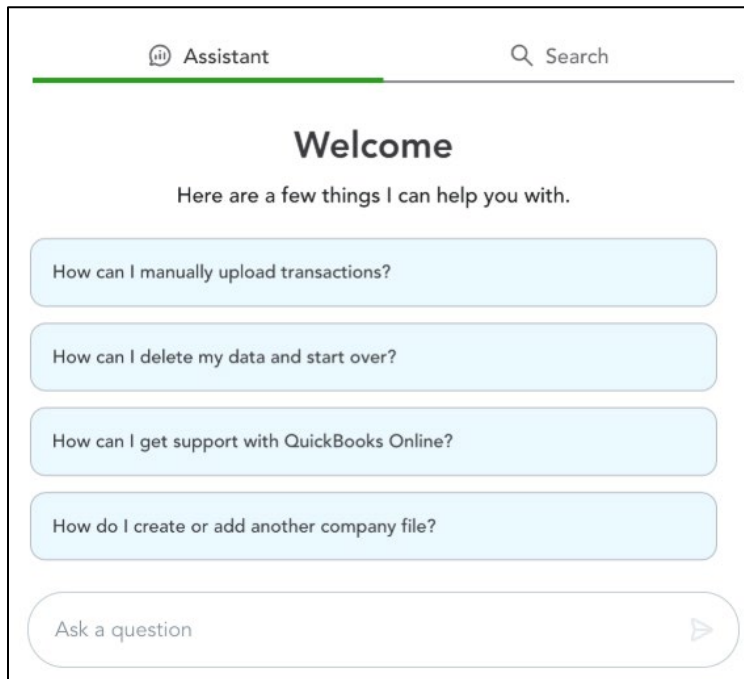 Assistant
Search
Welcome
Here are a few things I can help you with.
How can I manually upload transactions?
How can I delete my data and start over?
How can I get support with QuickBooks Online?
How do I create or add another company file?
Ask a question